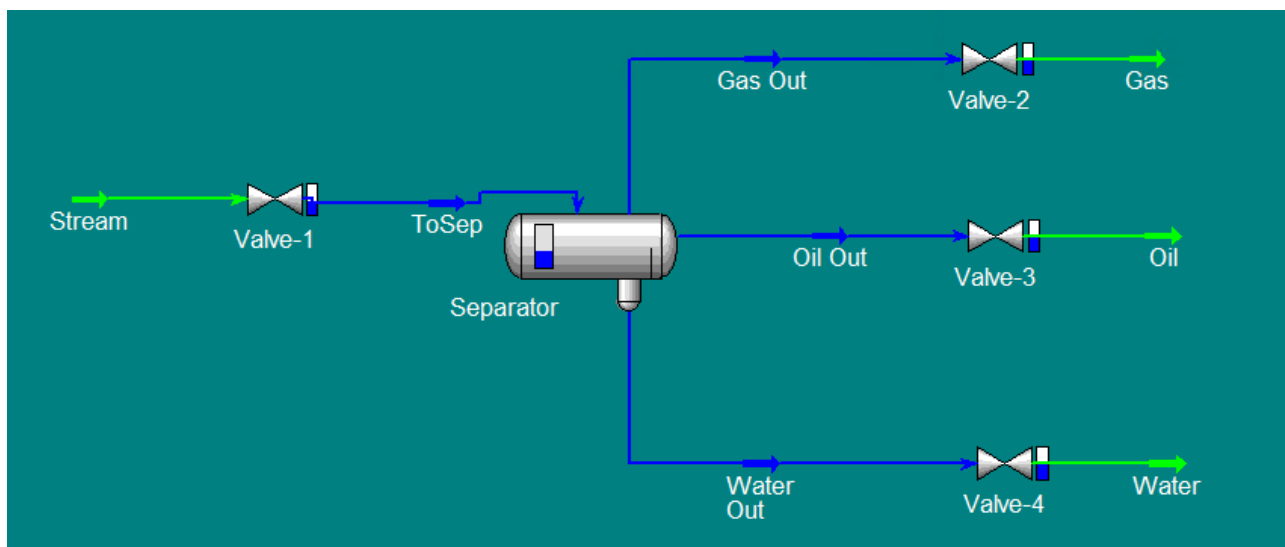 Gas Out
Valve-2
Gas
Stream
Valve-1
ToSep
Separator
Oil Out
Valve-3
Oil
Water
Out
Valve-4
Water